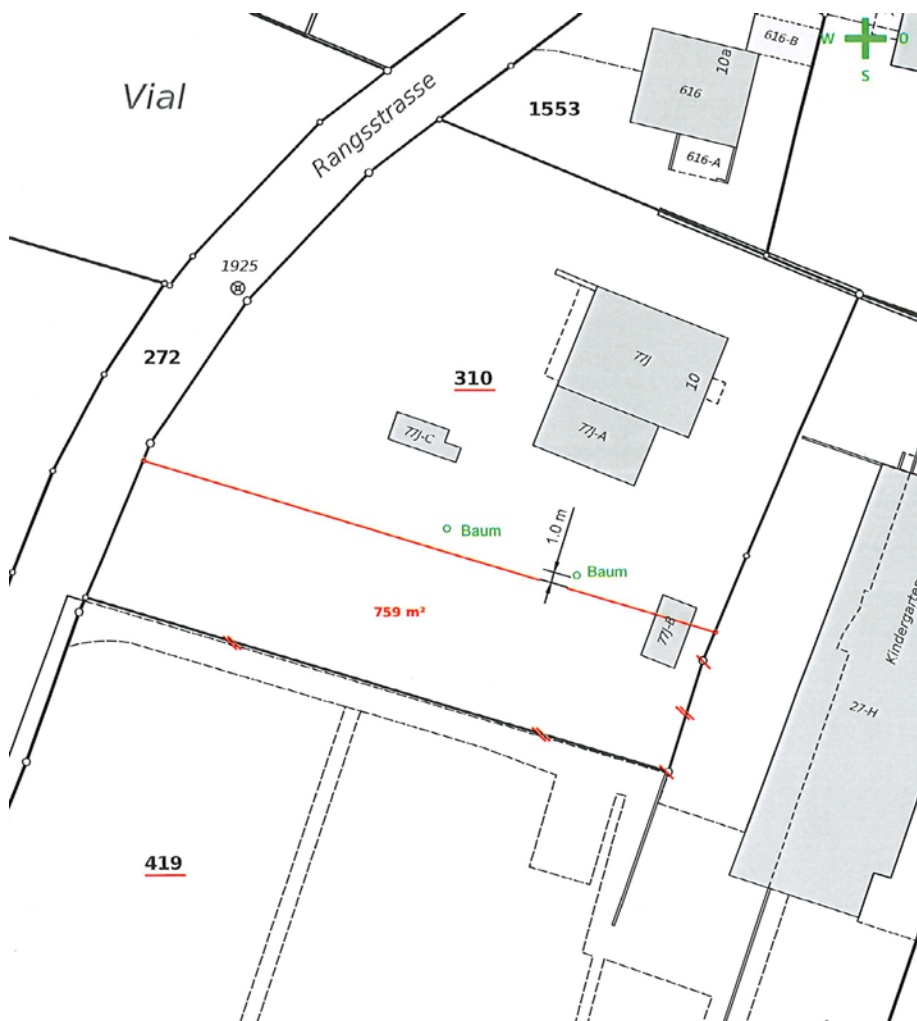 616-B
W O
S
10a
616
Vial
Rangsstrasse
1553
616-A
1925
272
77J
310
10
77J-C
77J-A
1.0 m
Baum
Baum
759 m²
77J-B
Kindergarten
27-H
419